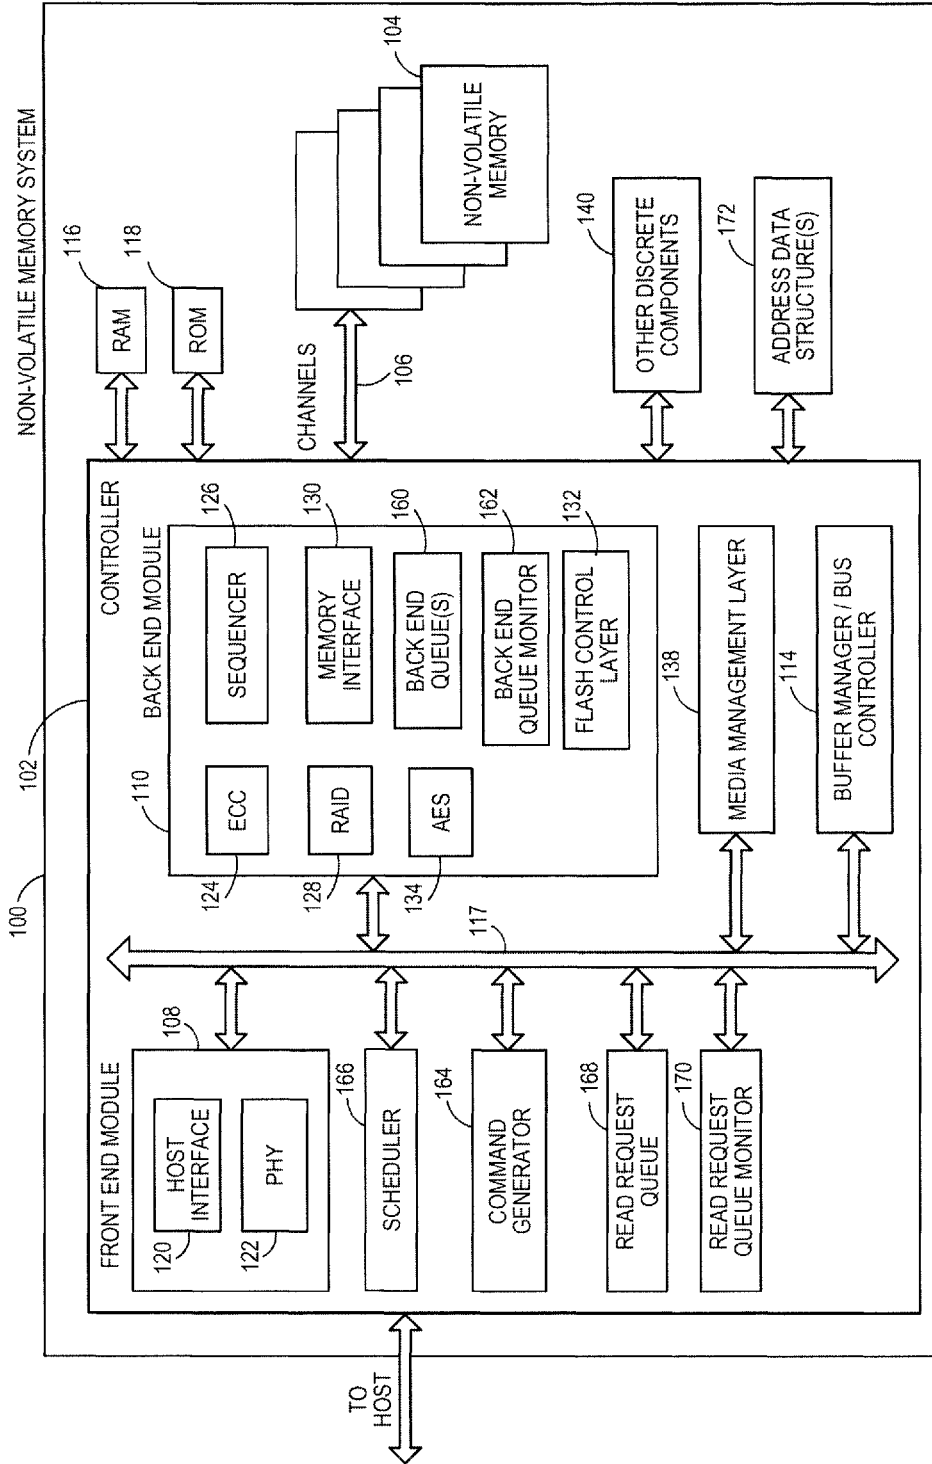 NON-VOLATILE MEMORY SYSTEM
100
102
CONTROLLER
116
RAM
118
ROM
104
NON-VOLATILE
MEMORY
CHANNELS
106
140
OTHER DISCRETE
COMPONENTS
172
ADDRESS DATA
STRUCTURE(S)
BACK END MODULE
110
ECC
124
SEQUENCER
126
RAID
128
MEMORY
INTERFACE
130
AES
134
BACK END
QUEUE(S)
160
BACK END
QUEUE MONITOR
162
FLASH CONTROL
LAYER
132
MEDIA MANAGEMENT LAYER
138
BUFFER MANAGER / BUS
CONTROLLER
114
117
FRONT END MODULE
108
HOST
INTERFACE
120
PHY
122
SCHEDULER
166
COMMAND
GENERATOR
164
READ REQUEST
QUEUE
168
READ REQUEST
QUEUE MONITOR
170
TO
HOST